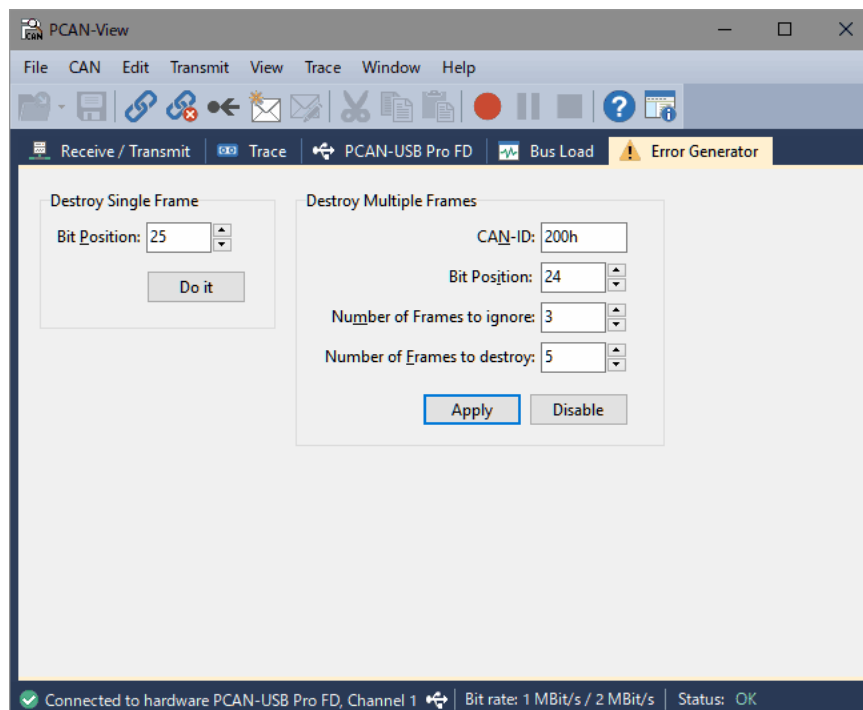 PCAN-View
File CAN Edit Transmit View Trace Window Help
Receive / Transmit Trace PCAN-USB Pro FD Bus Load Error Generator
Destroy Single Frame
Bit Position: 25
Do it
Destroy Multiple Frames
CAN-ID: 200h
Bit Position: 24
Number of Frames to ignore: 3
Number of Frames to destroy: 5
Apply Disable
Connected to hardware PCAN-USB Pro FD, Channel 1 Bit rate: 1 MBit/s / 2 MBit/s Status: OK